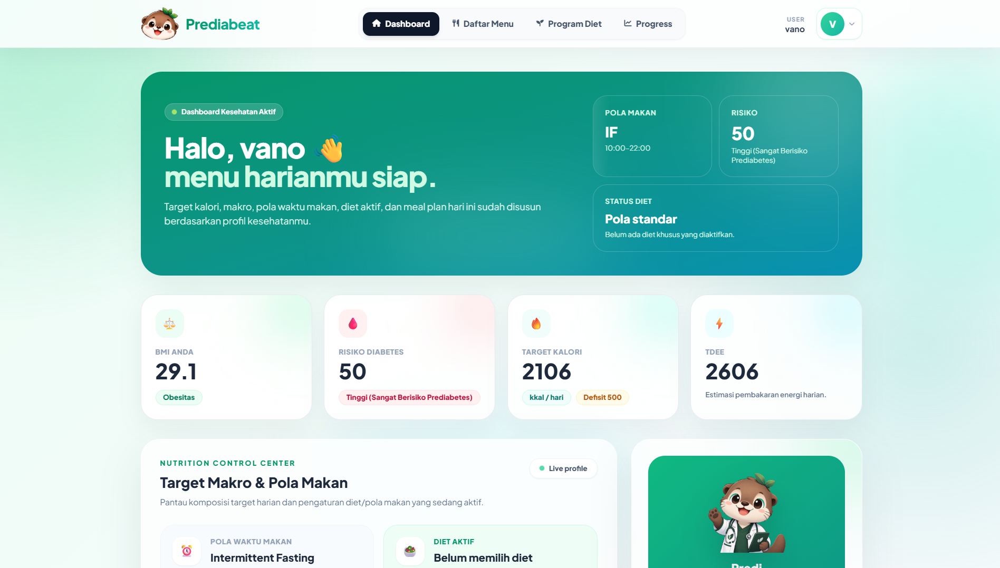 Prediabeat
Dashboard
Daftar Menu
Program Diet
Progress
USER
vano
V
Dashboard Kesehatan Aktif
Halo, vano 👋
menu harianmu siap.
Target kalori, makro, pola waktu makan, diet aktif, dan meal plan hari ini sudah disusun
berdasarkan profil kesehatanmu.
POLA MAKAN
IF
10:00–22:00
RISIKO
50
Tinggi (Sangat Berisiko
Prediabetes)
STATUS DIET
Pola standar
Belum ada diet khusus yang diaktifkan.
BMI ANDA
29.1
Obesitas
RISIKO DIABETES
50
Tinggi (Sangat Berisiko Prediabetes)
TARGET KALORI
2106
kkal / hari
Defisit 500
TDEE
2606
Estimasi pembakaran energi harian.
NUTRITION CONTROL CENTER
Target Makro & Pola Makan
Pantau komposisi target harian dan pengaturan diet/pola makan yang sedang aktif.
Live profile
POLA WAKTU MAKAN
Intermittent Fasting
DIET AKTIF
Belum memilih diet
Predi